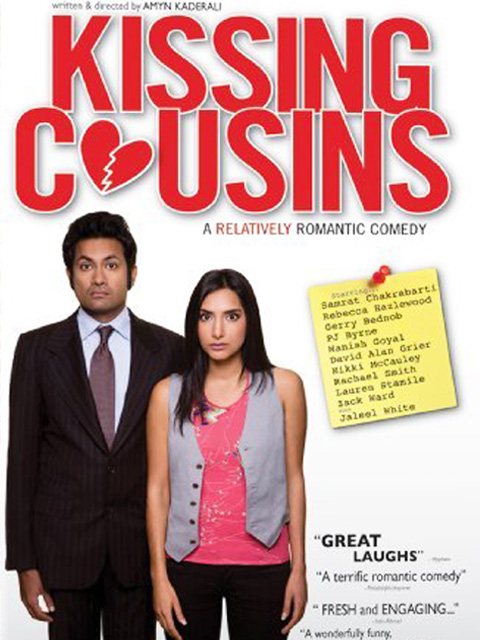 written & directed by AMYN KADERALI
KISSING
COUSINS
A RELATIVELY ROMANTIC COMEDY
Starring:
Samrat Chakrabarti
Rebecca Hazlewood
Gerry Bednob
PJ Byrne
Maniah Goyal
David Alan Grier
Nikki McCauley
Rachael Smith
Lauren Stamile
Zack Ward
Jaleel White
"GREAT
LAUGHS"
"A terrific romantic comedy"
"FRESH and ENGAGING..."
"A wonderfully funny,